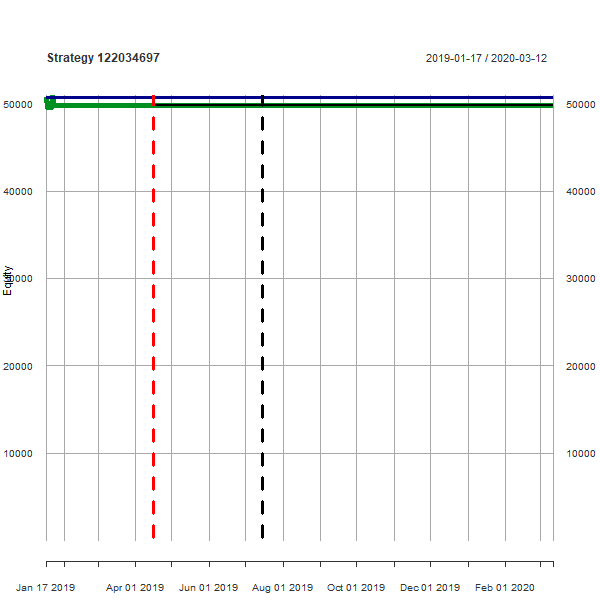 Strategy 122034697 2019-01-17 / 2020-03-12
50000 50000
40000 40000
Equity
30000 30000
20000 20000
10000 10000
Jan 17 2019 Apr 01 2019 Jun 01 2019 Aug 01 2019 Oct 01 2019 Dec 01 2019 Feb 01 2020